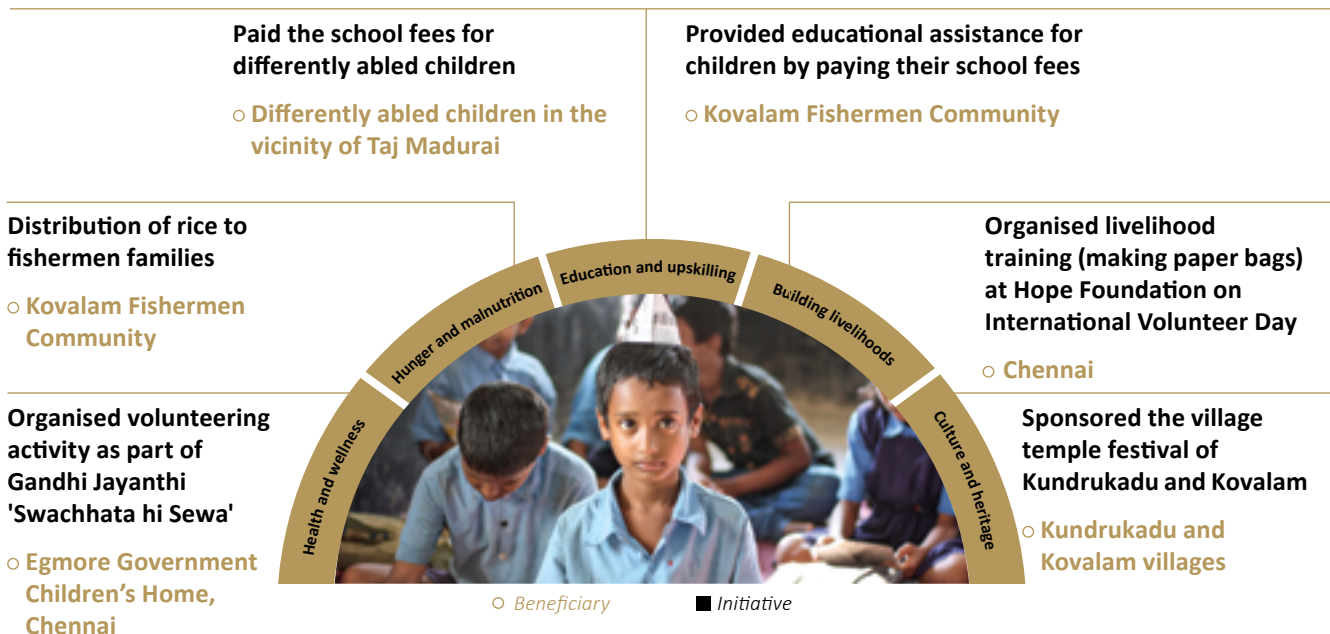 Paid the school fees for
differently abled children
○ Differently abled children in the
vicinity of Taj Madurai
Provided educational assistance for
children by paying their school fees
○ Kovalam Fishermen Community
Distribution of rice to
fishermen families
○ Kovalam Fishermen
Community
Organised livelihood
training (making paper bags)
at Hope Foundation on
International Volunteer Day
○ Chennai
Organised volunteering
activity as part of
Gandhi Jayanthi
'Swachhata hi Sewa'
○ Egmore Government
Children's Home,
Chennai
Sponsored the village
temple festival of
Kundrukadu and Kovalam
○ Kundrukadu and
Kovalam villages
Health and wellness
Hunger and malnutrition
Education and upskilling
Building livelihoods
Culture and heritage
○ Beneficiary
■ Initiative